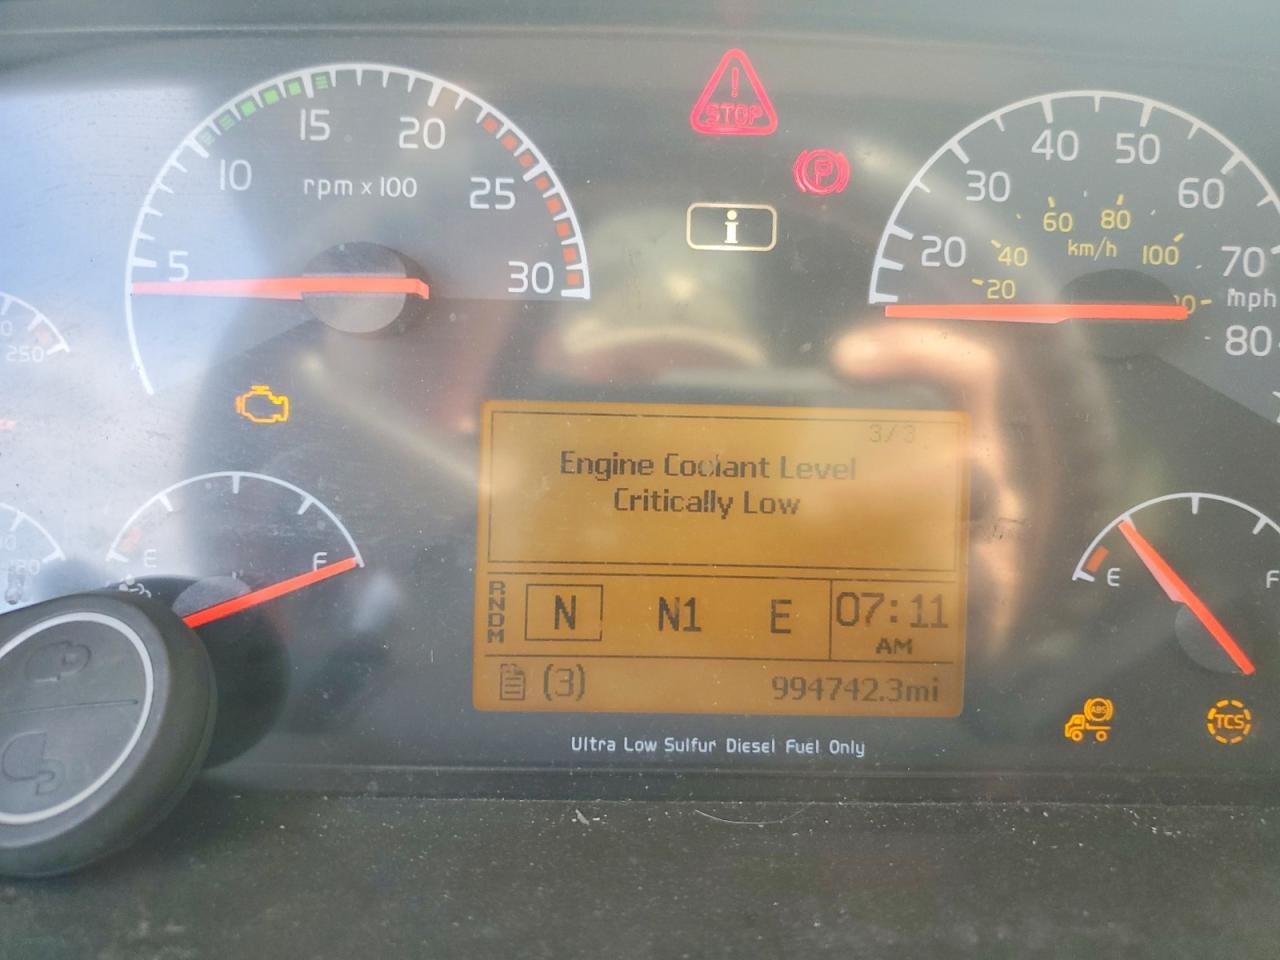 STOP
P
i
5
10
15
20
25
30
rpm x 100
250
20
30
40
50
60
70
80
mph
20
40
60
80
100
km/h
E
F
E
F
3/3
Engine Coolant Level
Critically Low
RNDM
N
N1
E
07:11
AM
(3)
994742.3mi
ABS
TCS
Ultra Low Sulfur Diesel Fuel Only